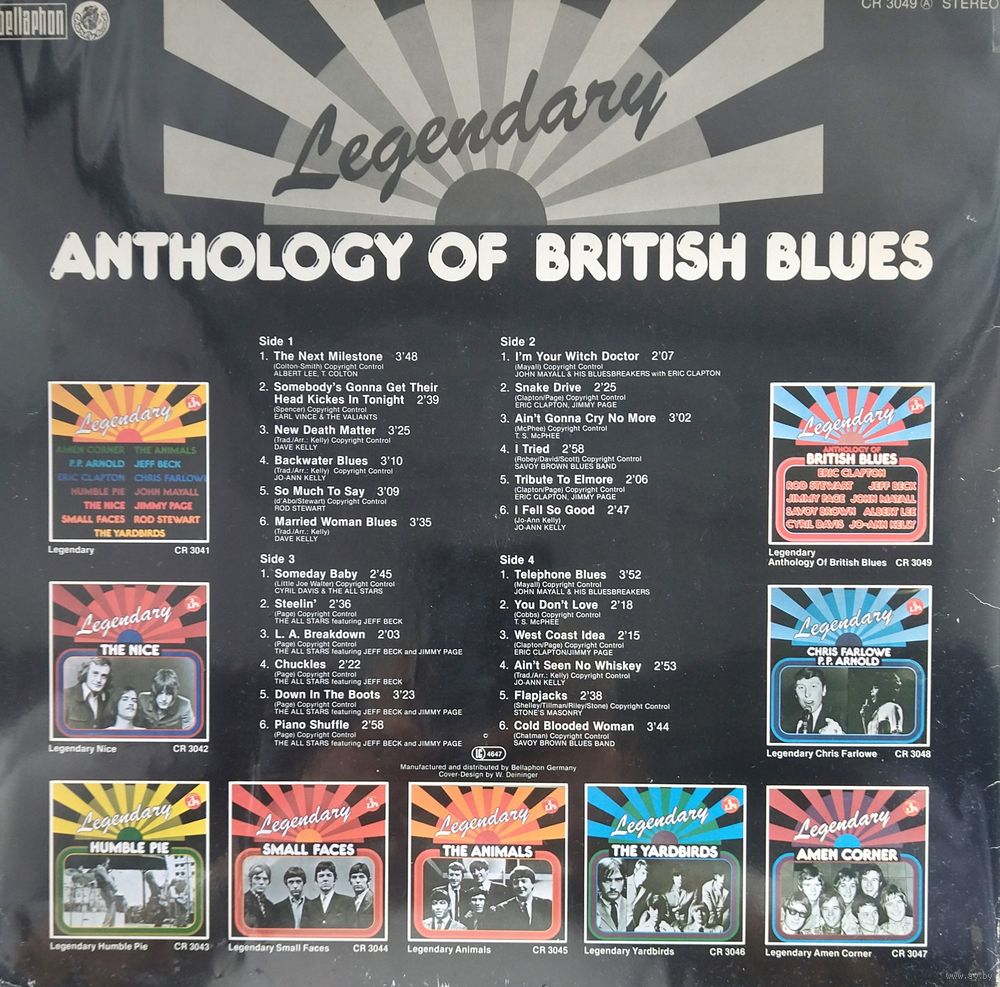 bellaphon
CR 3049 Ⓐ STEREO
Legendary
ANTHOLOGY OF BRITISH BLUES
Side 1
1. The Next Milestone 3'48
(Colton-Smith) Copyright Control
ALBERT LEE, T. COLTON
2. Somebody's Gonna Get Their
Head Kickes In Tonight 2'39
(Spencer) Copyright Control
EARL VINCE & THE VALIANTS
3. New Death Matter 3'25
(Trad./Arr.: Kelly) Copyright Control
DAVE KELLY
4. Backwater Blues 3'10
(Trad./Arr.: Kelly) Copyright Control
JO-ANN KELLY
5. So Much To Say 3'09
(d'Abo/Stewart) Copyright Control
ROD STEWART
6. Married Woman Blues 3'35
(Trad./Arr.: Kelly)
DAVE KELLY
Side 2
1. I'm Your Witch Doctor 2'07
(Mayall) Copyright Control
JOHN MAYALL & HIS BLUESBREAKERS with ERIC CLAPTON
2. Snake Drive 2'25
(Clapton/Page) Copyright Control
ERIC CLAPTON, JIMMY PAGE
3. Ain't Gonna Cry No More 3'02
(McPhee) Copyright Control
T. S. McPHEE
4. I Tried 2'58
(Robey/David/Scott) Copyright Control
SAVOY BROWN BLUES BAND
5. Tribute To Elmore 2'06
(Clapton/Page) Copyright Control
ERIC CLAPTON, JIMMY PAGE
6. I Fell So Good 2'47
(Jo-Ann Kelly)
JO-ANN KELLY
Side 3
1. Someday Baby 2'45
(Little Joe Walter) Copyright Control
CYRIL DAVIS & THE ALL STARS
2. Steelin' 2'36
(Page) Copyright Control
THE ALL STARS featuring JEFF BECK
3. L. A. Breakdown 2'03
(Page) Copyright Control
THE ALL STARS featuring JEFF BECK and JIMMY PAGE
4. Chuckles 2'22
(Page) Copyright Control
THE ALL STARS featuring JEFF BECK
5. Down In The Boots 3'23
(Page) Copyright Control
THE ALL STARS featuring JEFF BECK and JIMMY PAGE
6. Piano Shuffle 2'58
(Page) Copyright Control
THE ALL STARS featuring JEFF BECK and JIMMY PAGE
Side 4
1. Telephone Blues 3'52
(Mayall) Copyright Control
JOHN MAYALL & HIS BLUESBREAKERS
2. You Don't Love 2'18
(Cobbs) Copyright Control
T. S. McPHEE
3. West Coast Idea 2'15
(Clapton/Page) Copyright Control
ERIC CLAPTON/JIMMY PAGE
4. Ain't Seen No Whiskey 2'53
(Trad./Arr.: Kelly) Copyright Control
JO-ANN KELLY
5. Flapjacks 2'38
(Shelley/Tillman/Riley/Stone) Copyright Control
STONE'S MASONRY
6. Cold Blooded Woman 3'44
(Chatman) Copyright Control
SAVOY BROWN BLUES BAND
LC 4647
Manufactured and distributed by Bellaphon Germany
Cover-Design by W. Deininger
Legendary
AMEN CORNER THE ANIMALS
P.P. ARNOLD JEFF BECK
ERIC CLAPTON CHRIS FARLOWE
HUMBLE PIE JOHN MAYALL
THE NICE JIMMY PAGE
SMALL FACES ROD STEWART
THE YARDBIRDS
Legendary CR 3041
Legendary
ANTHOLOGY OF
BRITISH BLUES
ERIC CLAPTON
ROD STEWART JEFF BECK
JIMMY PAGE JOHN MAYALL
SAVOY BROWN ALBERT LEE
CYRIL DAVIS JO-ANN KELLY
Legendary
Anthology Of British Blues CR 3049
Legendary
THE NICE
Legendary Nice CR 3042
Legendary
CHRIS FARLOWE
P.P. ARNOLD
Legendary Chris Farlowe CR 3048
Legendary
HUMBLE PIE
Legendary Humble Pie CR 3043
Legendary
SMALL FACES
Legendary Small Faces CR 3044
Legendary
THE ANIMALS
Legendary Animals CR 3045
Legendary
THE YARDBIRDS
Legendary Yardbirds CR 3046
Legendary
AMEN CORNER
Legendary Amen Corner CR 3047
www.ay.by